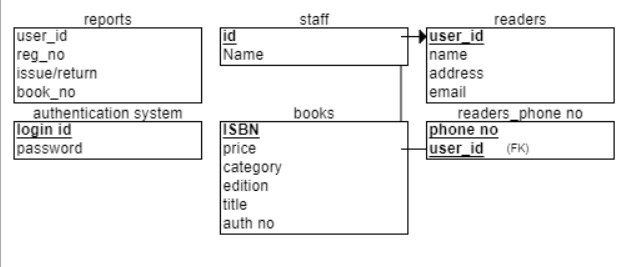 reports
user_id
reg_no
issue/return
book_no
staff
id
Name
readers
user_id
name
address
email
authentication system
login id
password
books
ISBN
price
category
edition
title
auth no
readers_phone no
phone no
user_id (FK)